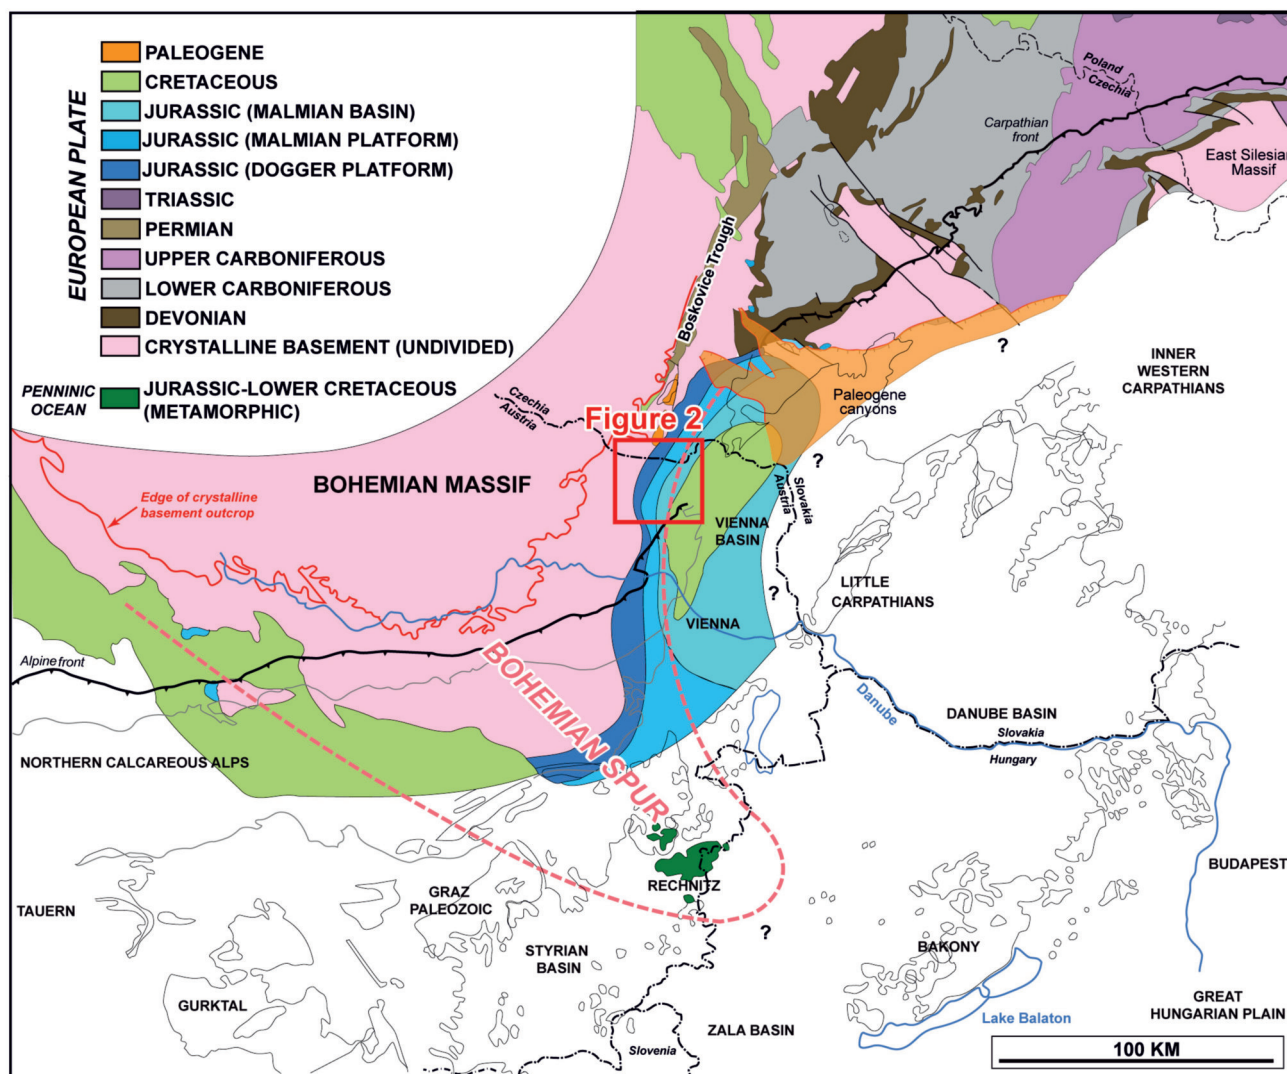 EUROPEAN PLATE
PALEOGENE
CRETACEOUS
JURASSIC (MALMIAN BASIN)
JURASSIC (MALMIAN PLATFORM)
JURASSIC (DOGGER PLATFORM)
TRIASSIC
PERMIAN
UPPER CARBONIFEROUS
LOWER CARBONIFEROUS
DEVONIAN
CRYSTALLINE BASEMENT (UNDIVIDED)
PENNINIC
OCEAN
JURASSIC-LOWER CRETACEOUS
(METAMORPHIC)
Poland
Czechia
Carpathian
front
East Silesian
Massif
Boskovice Trough
?
INNER
WESTERN
CARPATHIANS
Paleogene
canyons
Czechia
Austria
Figure 2
?
BOHEMIAN MASSIF
Edge of crystalline
basement outcrop
Slovakia
Austria
VIENNA
BASIN
?
LITTLE
CARPATHIANS
VIENNA
Alpine front
BOHEMIAN SPUR
Danube
DANUBE BASIN
Slovakia
Hungary
NORTHERN CALCAREOUS ALPS
BUDAPEST
RECHNITZ
GRAZ
PALEOZOIC
TAUERN
?
STYRIAN
BASIN
BAKONY
GURKTAL
GREAT
HUNGARIAN PLAIN
Lake Balaton
ZALA BASIN
Slovenia
100 KM